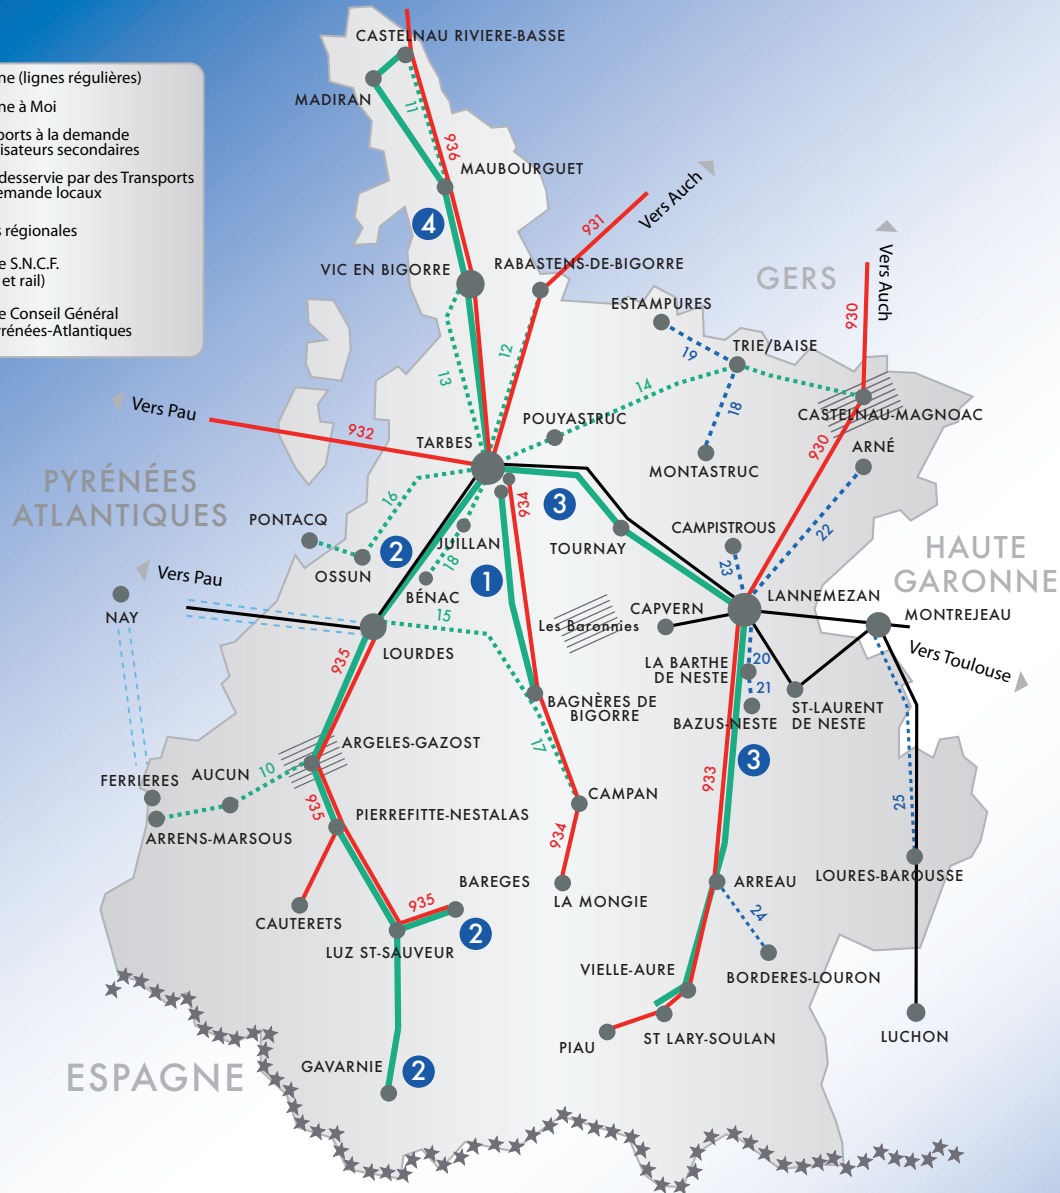 CASTELNAU RIVIERE-BASSE
ne (lignes régulières)
ne à Moi
ports à la demande
isateurs secondaires
desservie par des Transports
emande locaux
s régionales
e S.N.C.F.
et rail)
e Conseil Général
yrénées-Atlantiques
MADIRAN
11
936
MAUBOURGUET
4
Vers Auch
931
VIC EN BIGORRE
RABASTENS-DE-BIGORRE
GERS
Vers Auch
ESTAMPURES
930
TRIE/BAISE
19
12
13
14
18
Vers Pau
932
POUYASTRUC
CASTELNAU-MAGNOAC
TARBES
930
ARNÉ
MONTASTRUC
PYRÉNÉES
ATLANTIQUES
16
934
3
PONTACQ
2
JUILLAN
TOURNAY
CAMPISTROUS
22
HAUTE
GARONNE
OSSUN
18
1
23
Vers Pau
BÉNAC
NAY
15
CAPVERN
LANNEMEZAN
MONTREJEAU
Les Baronnies
LOURDES
935
LA BARTHE
DE NESTE
20
21
Vers Toulouse
BAGNÈRES DE
BIGORRE
BAZUS-NESTE
ST-LAURENT
DE NESTE
17
ARGELES-GAZOST
3
933
10
FERRIERES
AUCUN
CAMPAN
935
PIERREFITTE-NESTALAS
25
ARRENS-MARSOUS
934
BAREGES
ARREAU
LOURES-BAROUSSE
935
LA MONGIE
24
CAUTERETS
2
LUZ ST-SAUVEUR
VIELLE-AURE
BORDERES-LOURON
ST LARY-SOULAN
PIAU
LUCHON
ESPAGNE
GAVARNIE
2